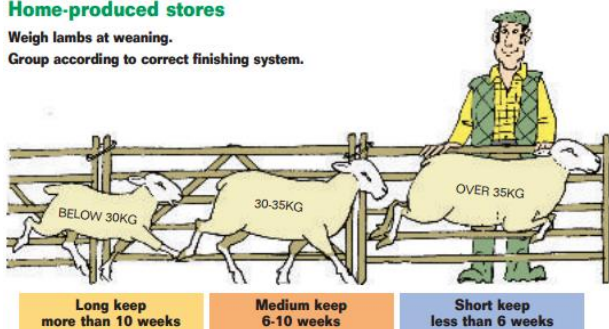 Home-produced stores
Weigh lambs at weaning.
Group according to correct finishing system.
BELOW 30KG
30-35KG
OVER 35KG
Long keep
more than 10 weeks
Medium keep
6-10 weeks
Short keep
less than 6 weeks